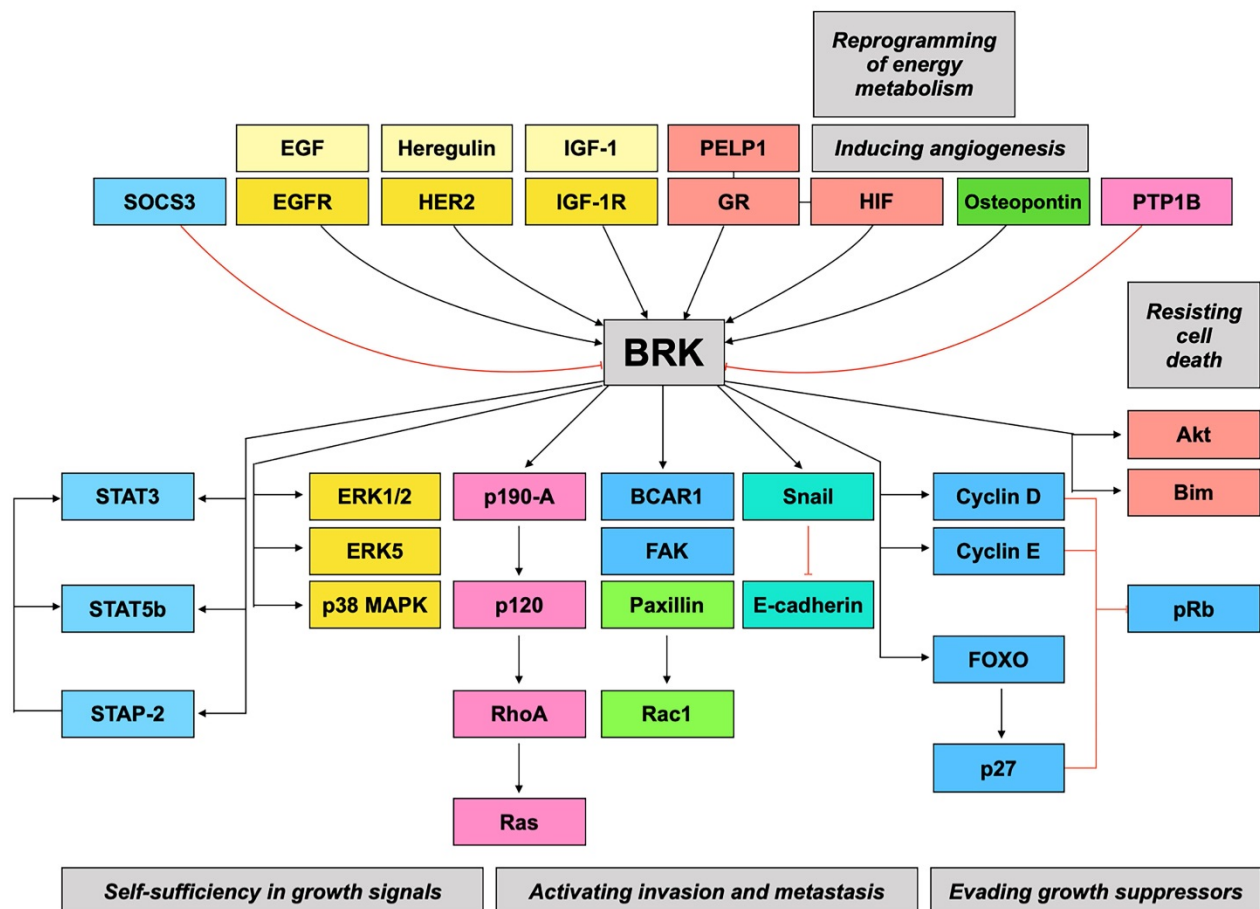 Reprogramming
of energy
metabolism
EGF
Heregulin
IGF-1
PELP1
Inducing angiogenesis
SOCS3
EGFR
HER2
IGF-1R
GR
HIF
Osteopontin
PTP1B
BRK
Resisting
cell
death
Akt
Bim
STAT3
ERK1/2
p190-A
BCAR1
Snail
Cyclin D
ERK5
FAK
Cyclin E
STAT5b
p38 MAPK
p120
Paxillin
E-cadherin
pRb
FOXO
STAP-2
RhoA
Rac1
p27
Ras
Self-sufficiency in growth signals
Activating invasion and metastasis
Evading growth suppressors